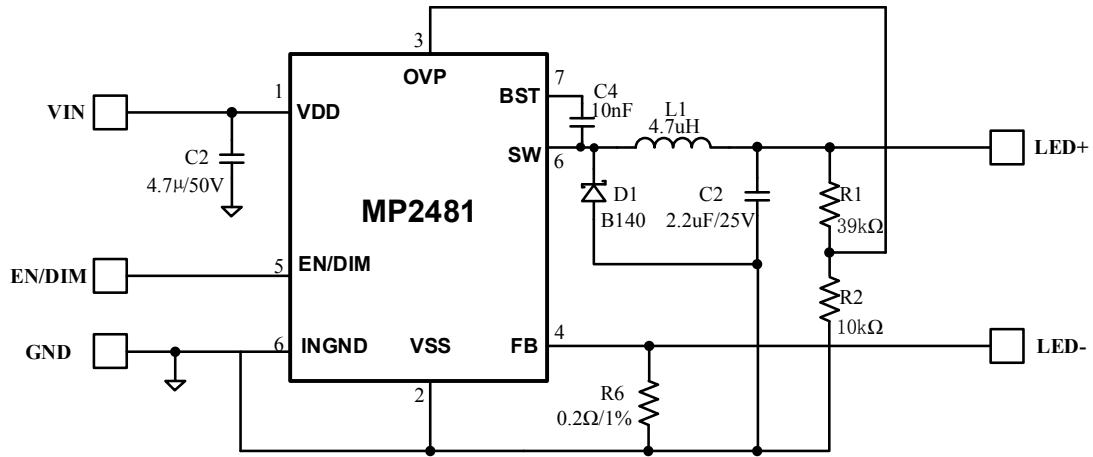 3
OVP
7
BST
C4
10nF
L1
4.7uH
VIN
1
VDD
SW
6
LED+
C2
4.7μ/50V
D1
B140
C2
2.2uF/25V
R1
39kΩ
MP2481
EN/DIM
5
EN/DIM
R2
10kΩ
GND
6
INGND
VSS
FB
4
LED-
2
R6
0.2Ω/1%